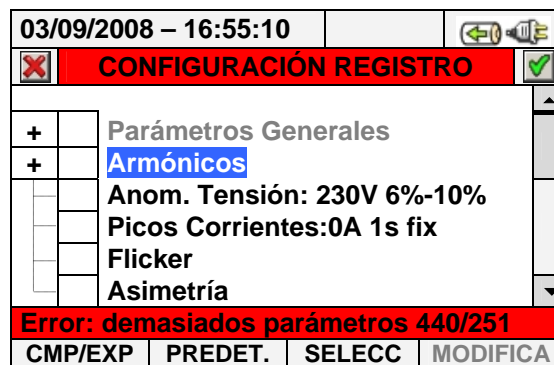 03/09/2008 – 16:55:10
CONFIGURACIÓN REGISTRO
+ Parámetros Generales
+ Armónicos
Anom. Tensión: 230V 6%-10%
Picos Corrientes:0A 1s fix
Flicker
Asimetría
Error: demasiados parámetros 440/251
CMP/EXP PREDET. SELECC MODIFICA